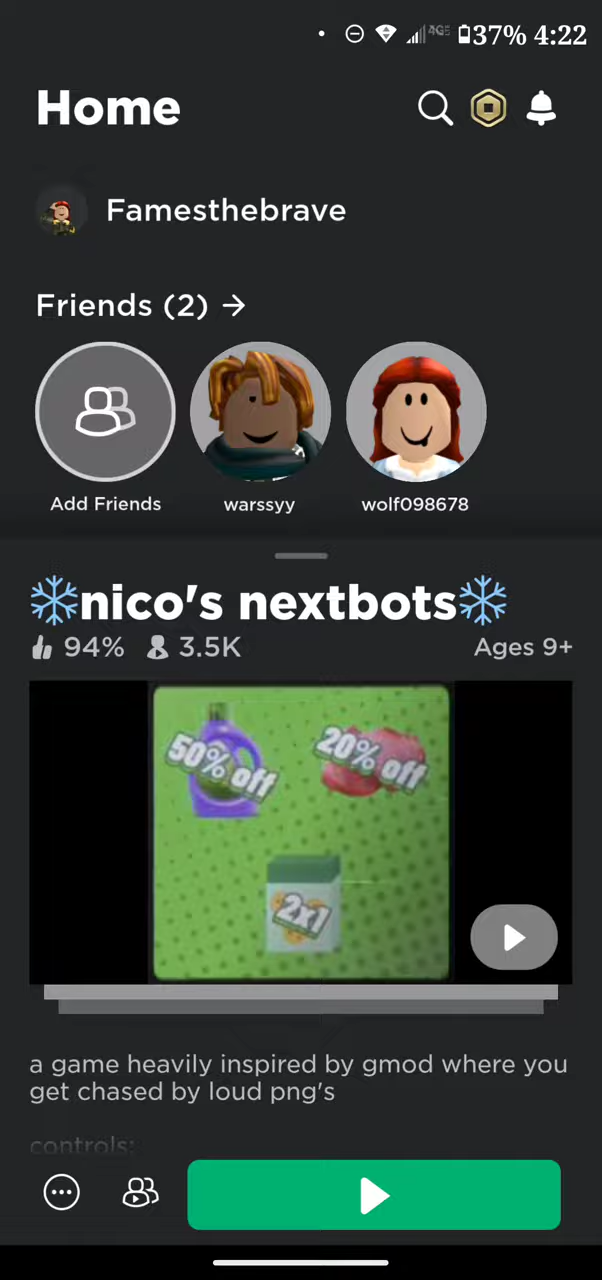 4GE 37% 4:22
Home
Famesthebrave
Friends (2) →
Add Friends warssyy wolf098678
❄️nico's nextbots❄️
94% 3.5K Ages 9+
50% off 20% off
2x1
a game heavily inspired by gmod where you
get chased by loud png's
controls: